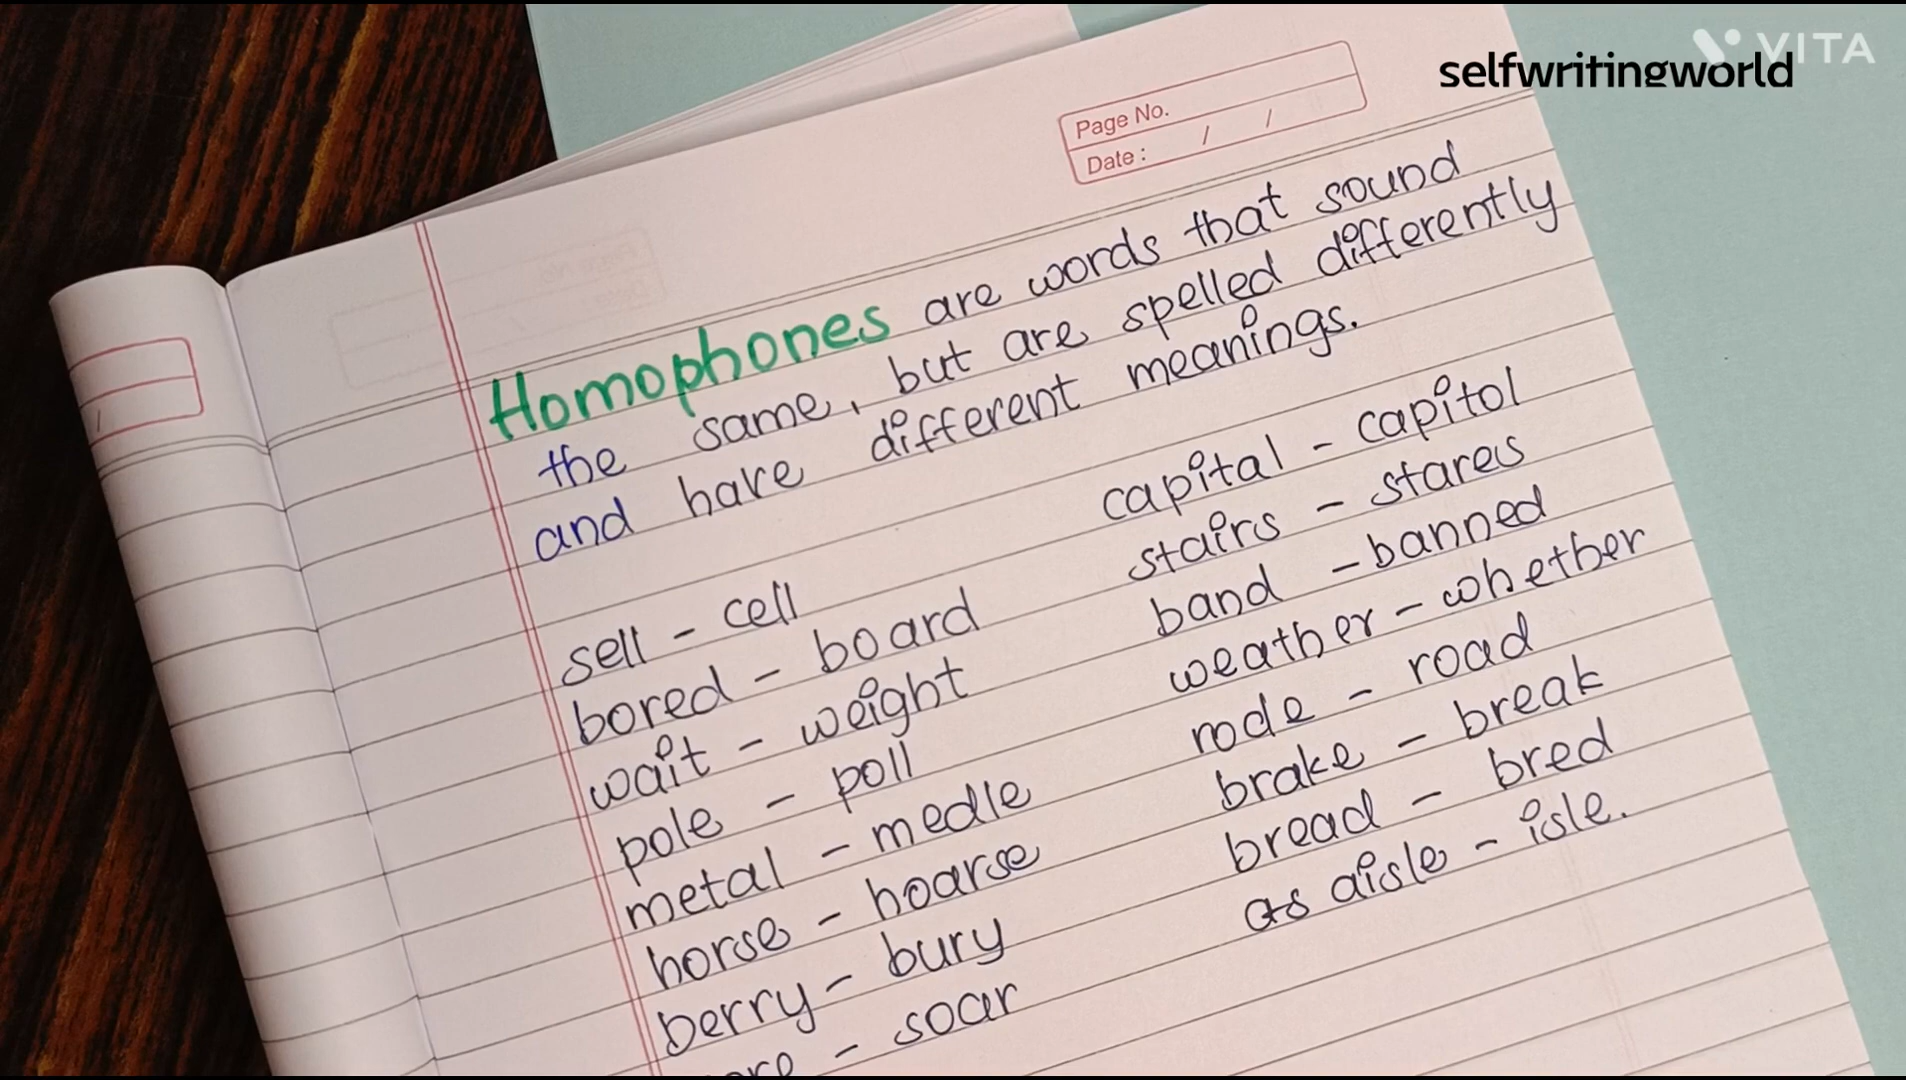 VITA
selfwritingworld
Page No.
Date : / /
Homophones are words that sound
the same, but are spelled differently
and have different meanings.
sell - cell
bored - board
wait - weight
pole - poll
metal - medle
horse - hoarse
berry - bury
- soar
capital - capitol
stairs - stares
band - banned
weather - whether
rode - road
brake - break
bread - bred
as aisle - isle.